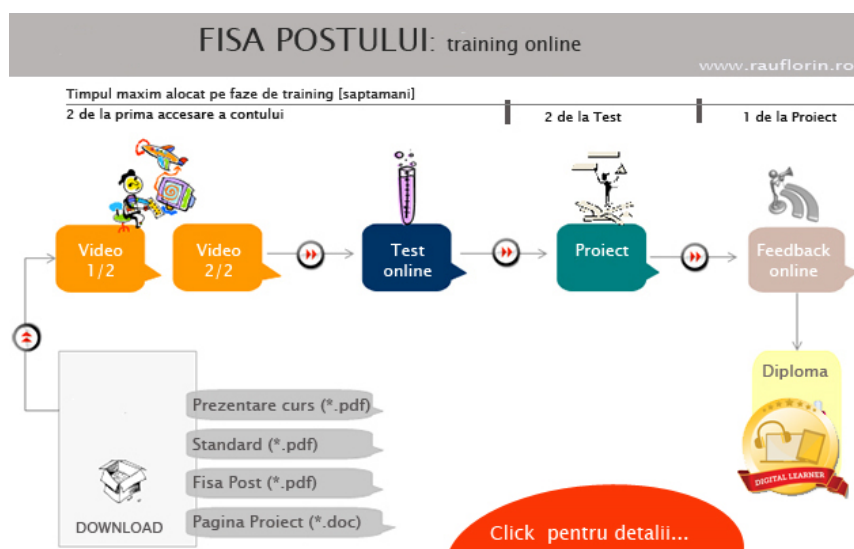 FISA POSTULUI: training online
www.rauflorin.ro
Timpul maxim alocat pe faze de training [saptamani]
2 de la prima accesare a contului
2 de la Test
1 de la Proiect
Video
1/2
Video
2/2
Test
online
Proiect
Feedback
online
Diploma
DIGITAL LEARNER
Prezentare curs (*.pdf)
Standard (*.pdf)
Fisa Post (*.pdf)
Pagina Proiect (*.doc)
DOWNLOAD
Click pentru detalii...